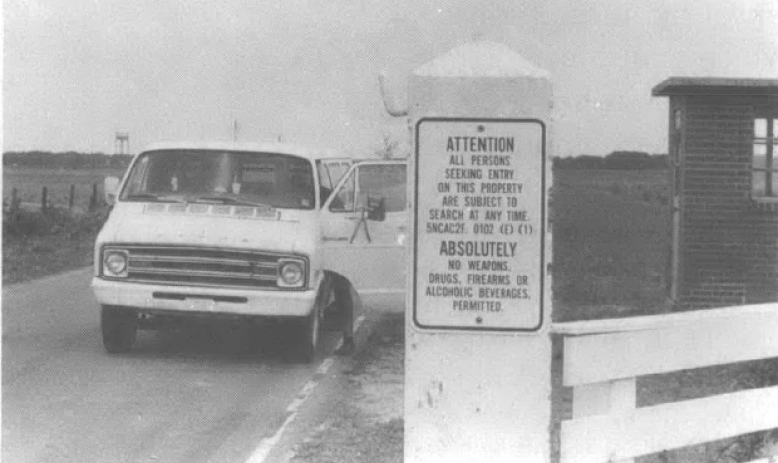 ATTENTION
ALL PERSONS
SEEKING ENTRY
ON THIS PROPERTY
ARE SUBJECT TO
SEARCH AT ANY TIME.
5NCAC2F. 0102 (E) (1)
ABSOLUTELY
NO WEAPONS,
DRUGS, FIREARMS OR
ALCOHOLIC BEVERAGES,
PERMITTED.